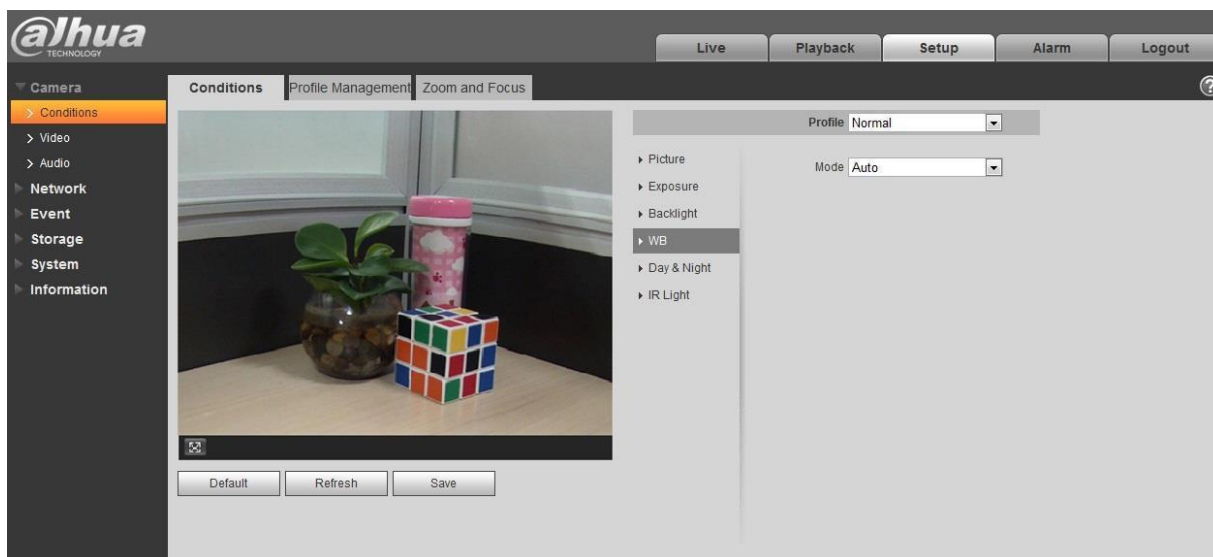 alhua
TECHNOLOGY
Live
Playback
Setup
Alarm
Logout
Camera
Conditions
Video
Audio
Network
Event
Storage
System
Information
Conditions
Profile Management
Zoom and Focus
Profile Normal
Picture
Exposure
Backlight
WB
Day & Night
IR Light
Mode Auto
Default
Refresh
Save